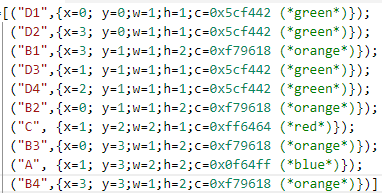 =[("D1",{x=0; y=0;w=1;h=1;c=0x5cf442 (*green*)});
("D2",{x=3; y=0;w=1;h=1;c=0x5cf442 (*green*)});
("B1",{x=3; y=1;w=1;h=2;c=0xf79618 (*orange*)});
("D3",{x=1; y=1;w=1;h=1;c=0x5cf442 (*green*)});
("D4",{x=2; y=1;w=1;h=1;c=0x5cf442 (*green*)});
("B2",{x=0; y=1;w=1;h=2;c=0xf79618 (*orange*)});
("C", {x=1; y=2;w=2;h=1;c=0xff6464 (*red*)});
("B3",{x=0; y=3;w=1;h=2;c=0xf79618 (*orange*)});
("A", {x=1; y=3;w=2;h=2;c=0x0f64ff (*blue*)});
("B4",{x=3; y=3;w=1;h=2;c=0xf79618 (*orange*)})]